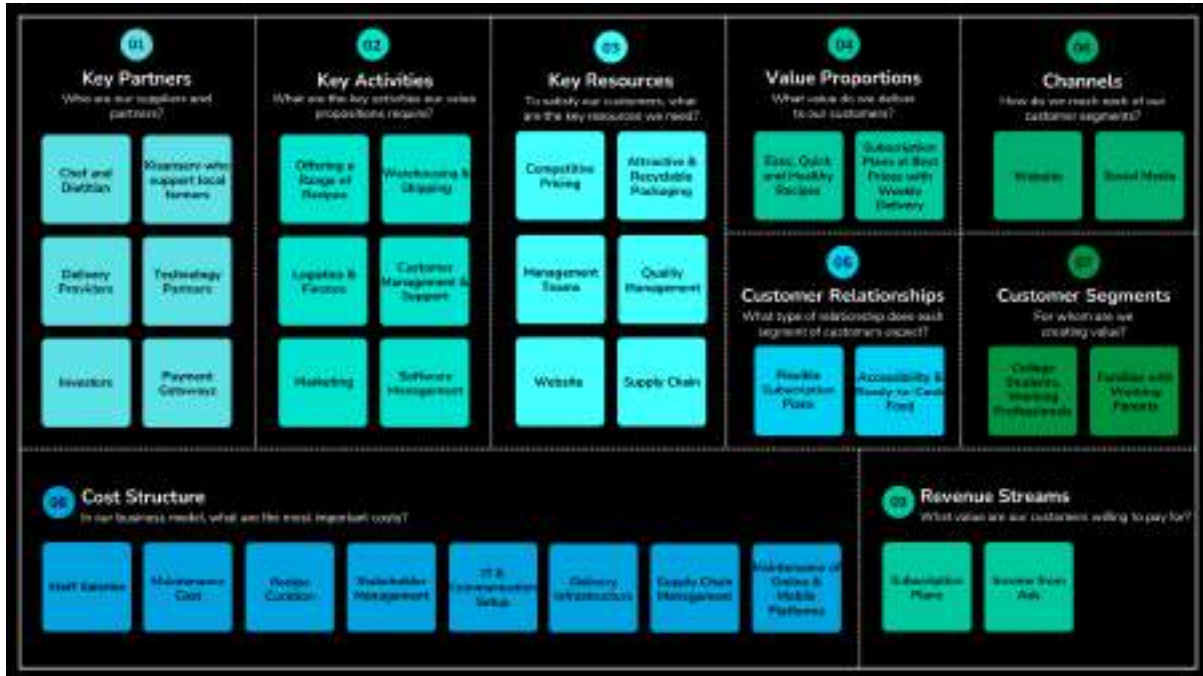 01
Key Partners
Who are our suppliers and
partners?
Chef and
Dietitian
Kisanserv who
support local
farmers
Delivery
Providers
Technology
Partners
Investors
Payment
Gateways
02
Key Activities
What are the key activities our value
propositions require?
Offering a
Range of
Recipes
Warehousing &
Shipping
Logistics &
Finance
Customer
Management &
Support
Marketing
Software
Management
03
Key Resources
To satisfy our customers, what
are the key resources we need?
Competitive
Pricing
Attractive &
Recyclable
Packaging
Management
Teams
Quality
Management
Website
Supply Chain
04
Value Proportions
What value do we deliver
to our customers?
Easy, Quick
and Healthy
Recipes
Subscription
Plans at Best
Prices with
Weekly
Delivery
Channels
How do we reach each of our
customer segments?
Website
Social Media
Customer Relationships
What type of relationship does each
segment of customers expect?
Flexible
Subscription
Plans
Accessibility &
Ready-to-Cook
Food
07
Customer Segments
For whom are we
creating value?
College
Students,
Working
Professionals
Families with
Working
Parents
Cost Structure
In our business model, what are the most important costs?
Staff Salaries
Maintenance
Cost
Recipe
Curation
Stakeholder
Management
IT &
Communication
Setup
Delivery
Infrastructure
Supply Chain
Management
Maintenance of
Online &
Mobile
Platforms
Revenue Streams
What value are our customers willing to pay for?
Subscription
Plans
Income from
Ads